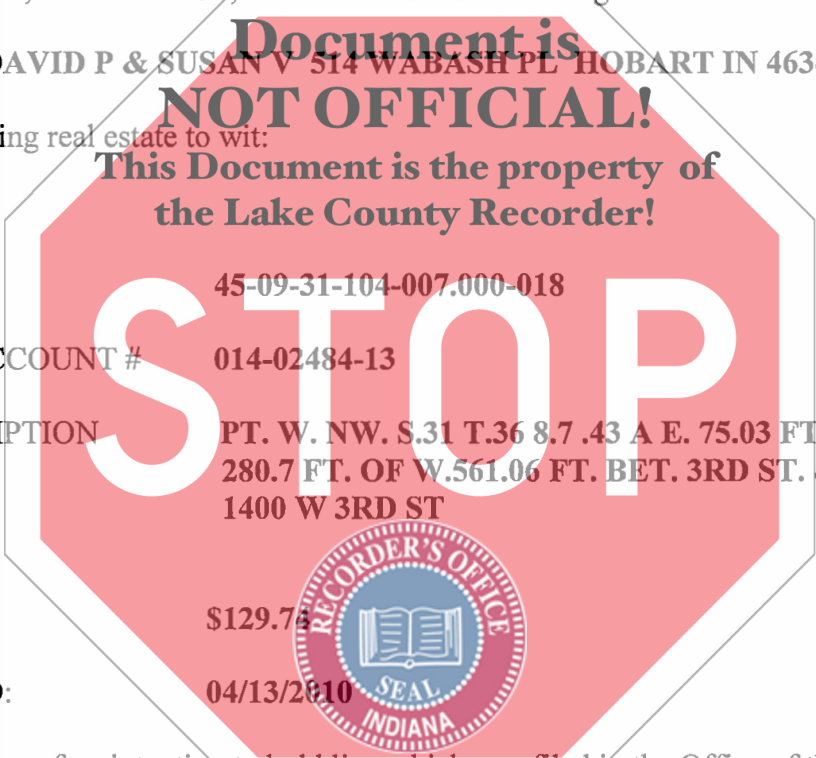 Document is
AVID P & SUSAN V 514 WABASH PL HOBART IN 463
NOT OFFICIAL!
ing real estate to wit:
This Document is the property of
the Lake County Recorder!
45-09-31-104-007.000-018
STOP
CCOUNT # 014-02484-13
IPTION PT. W. NW. S.31 T.36 8.7 .43 A E. 75.03 FT
280.7 FT. OF W.561.06 FT. BET. 3RD ST.
1400 W 3RD ST
RECORDER'S OFFICE
$129.74
SEAL
04/13/2010
INDIANA